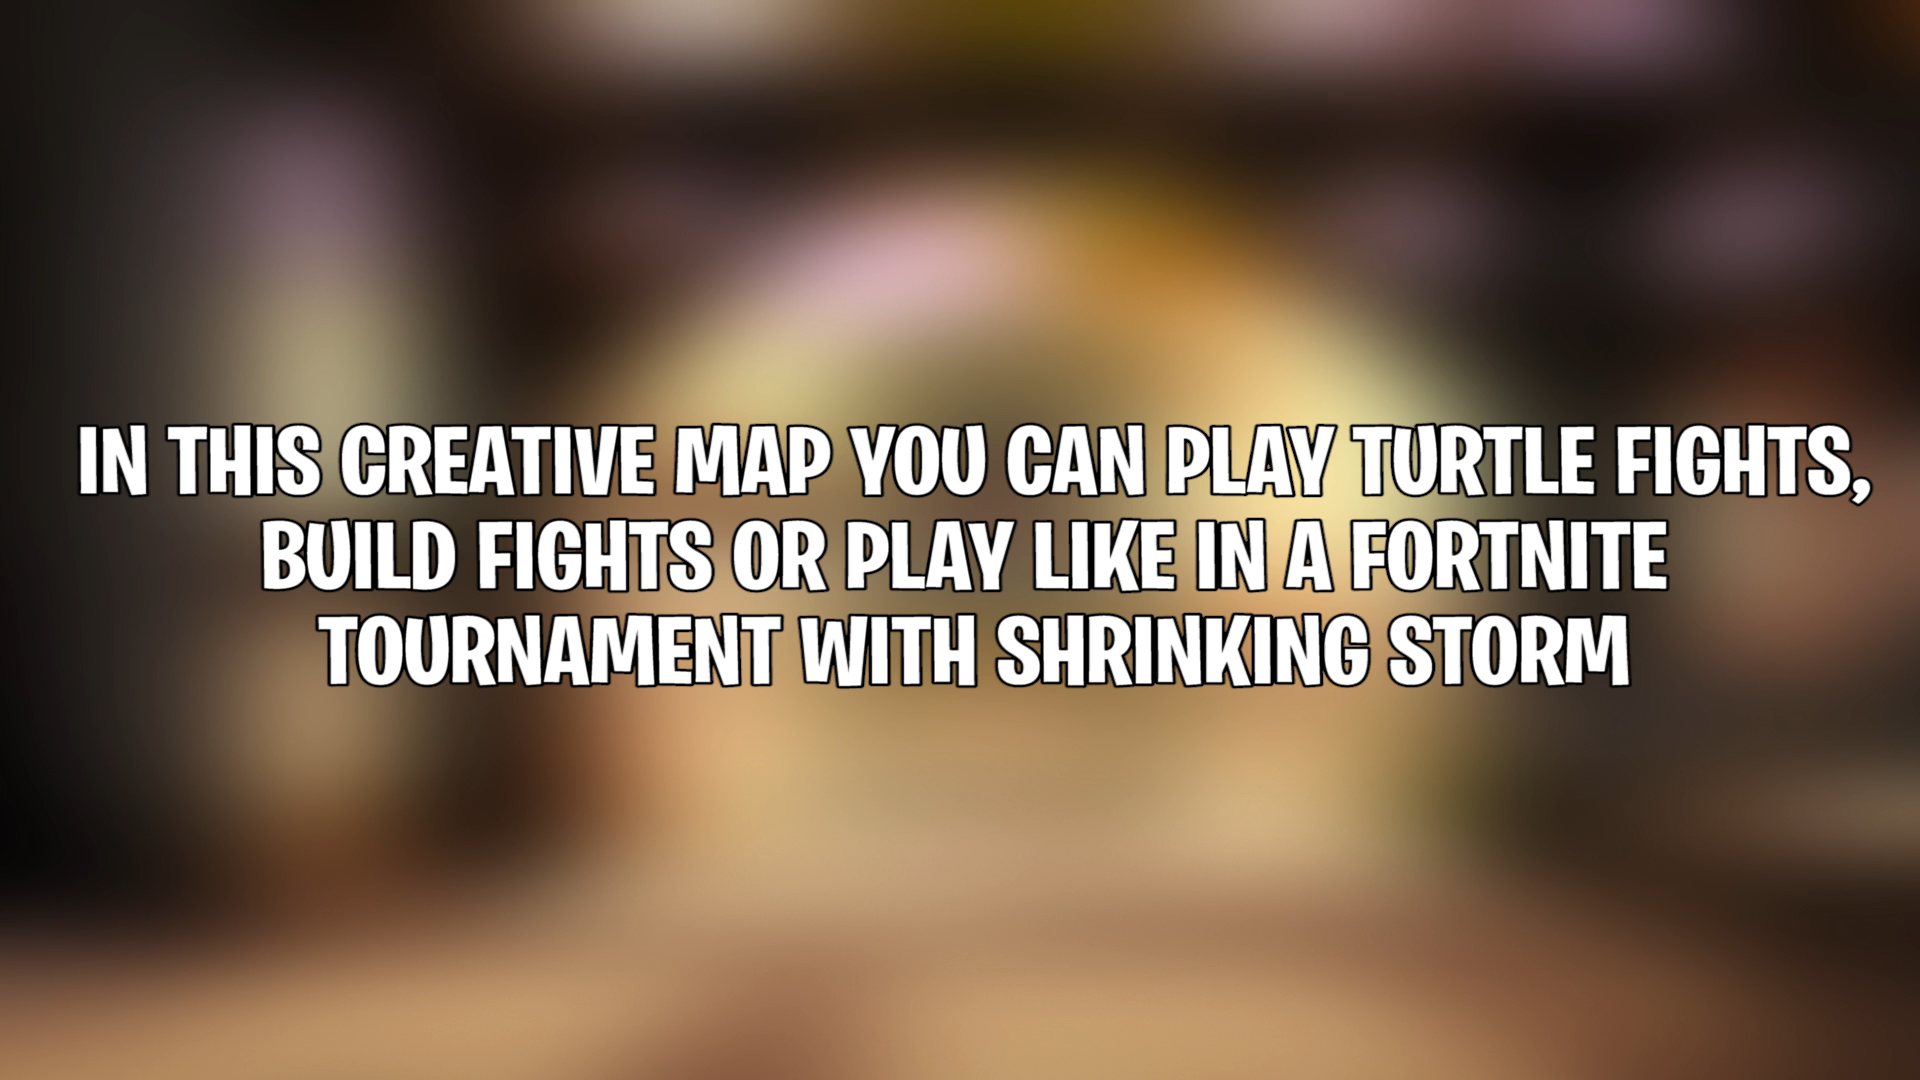 IN THIS CREATIVE MAP YOU CAN PLAY TURTLE FIGHTS,
BUILD FIGHTS OR PLAY LIKE IN A FORTNITE
TOURNAMENT WITH SHRINKING STORM